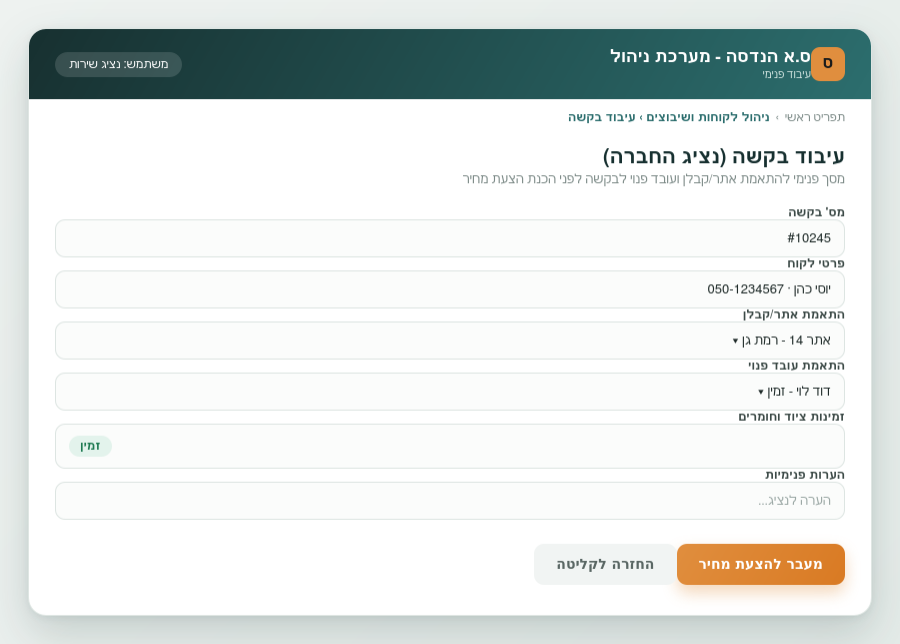 ס
ס.א הנדסה - מערכת ניהול
עיבוד פנימי
משתמש: נציג שירות
תפריט ראשי › ניהול לקוחות ושיבוצים › עיבוד בקשה
עיבוד בקשה (נציג החברה)
מסך פנימי להתאמת אתר/קבלן ועובד פנוי לבקשה לפני הכנת הצעת מחיר
מס' בקשה
#10245
פרטי לקוח
יוסי כהן · 050-1234567
התאמת אתר/קבלן
אתר 14 - רמת גן ▾
התאמת עובד פנוי
דוד לוי - זמין ▾
זמינות ציוד וחומרים
זמין
הערות פנימיות
הערה לנציג...
מעבר להצעת מחיר
החזרה לקליטה